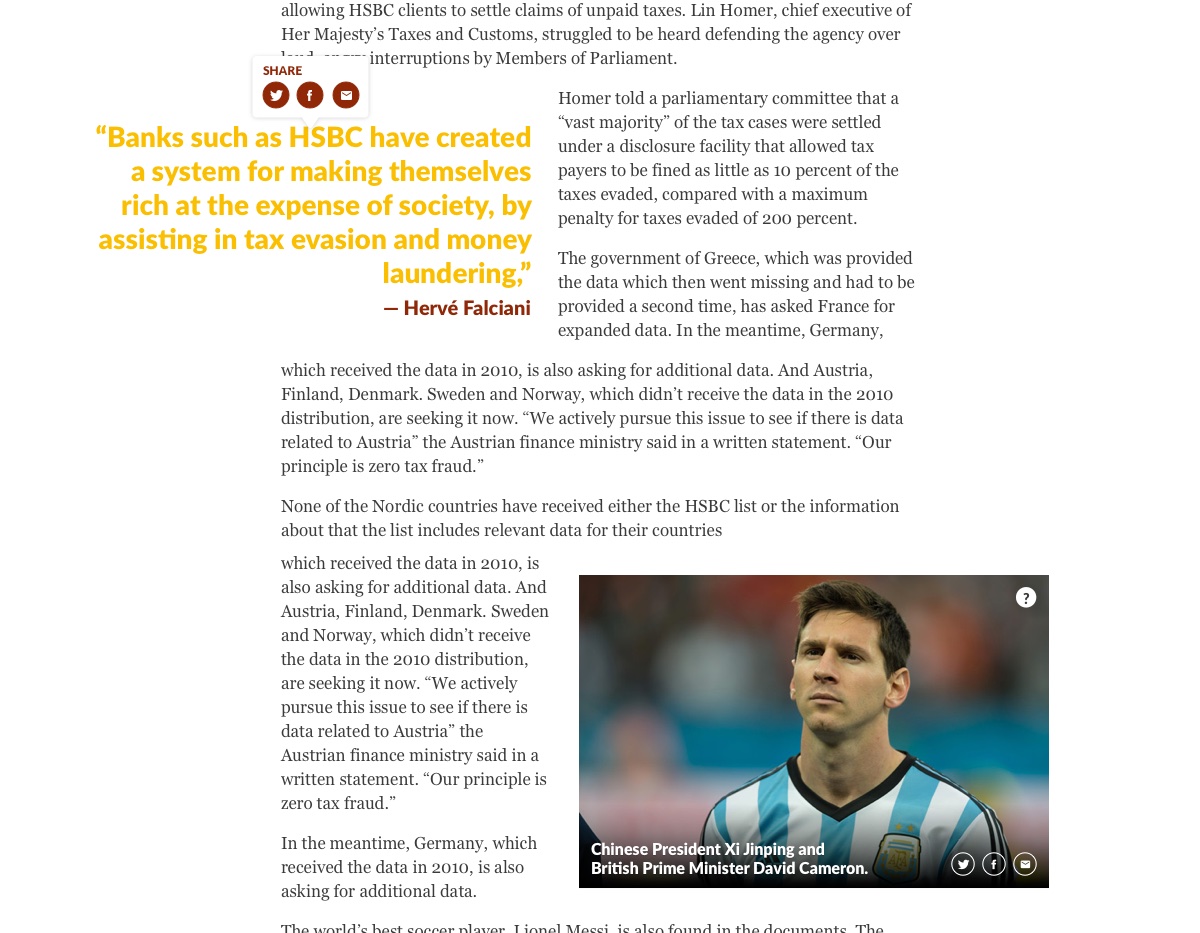 allowing HSBC clients to settle claims of unpaid taxes. Lin Homer, chief executive of
Her Majesty’s Taxes and Customs, struggled to be heard defending the agency over
interruptions by Members of Parliament.
SHARE
“Banks such as HSBC have created
a system for making themselves
rich at the expense of society, by
assisting in tax evasion and money
laundering,”
— Hervé Falciani
Homer told a parliamentary committee that a
“vast majority” of the tax cases were settled
under a disclosure facility that allowed tax
payers to be fined as little as 10 percent of the
taxes evaded, compared with a maximum
penalty for taxes evaded of 200 percent.
The government of Greece, which was provided
the data which then went missing and had to be
provided a second time, has asked France for
expanded data. In the meantime, Germany,
which received the data in 2010, is also asking for additional data. And Austria,
Finland, Denmark. Sweden and Norway, which didn’t receive the data in the 2010
distribution, are seeking it now. “We actively pursue this issue to see if there is data
related to Austria” the Austrian finance ministry said in a written statement. “Our
principle is zero tax fraud.”
None of the Nordic countries have received either the HSBC list or the information
about that the list includes relevant data for their countries
which received the data in 2010, is
also asking for additional data. And
Austria, Finland, Denmark. Sweden
and Norway, which didn’t receive
the data in the 2010 distribution,
are seeking it now. “We actively
pursue this issue to see if there is
data related to Austria” the
Austrian finance ministry said in a
written statement. “Our principle is
zero tax fraud.”
In the meantime, Germany, which
received the data in 2010, is also
asking for additional data.
?
Chinese President Xi Jinping and
British Prime Minister David Cameron.
The world’s best soccer player, Lionel Messi, is also found in the documents. The